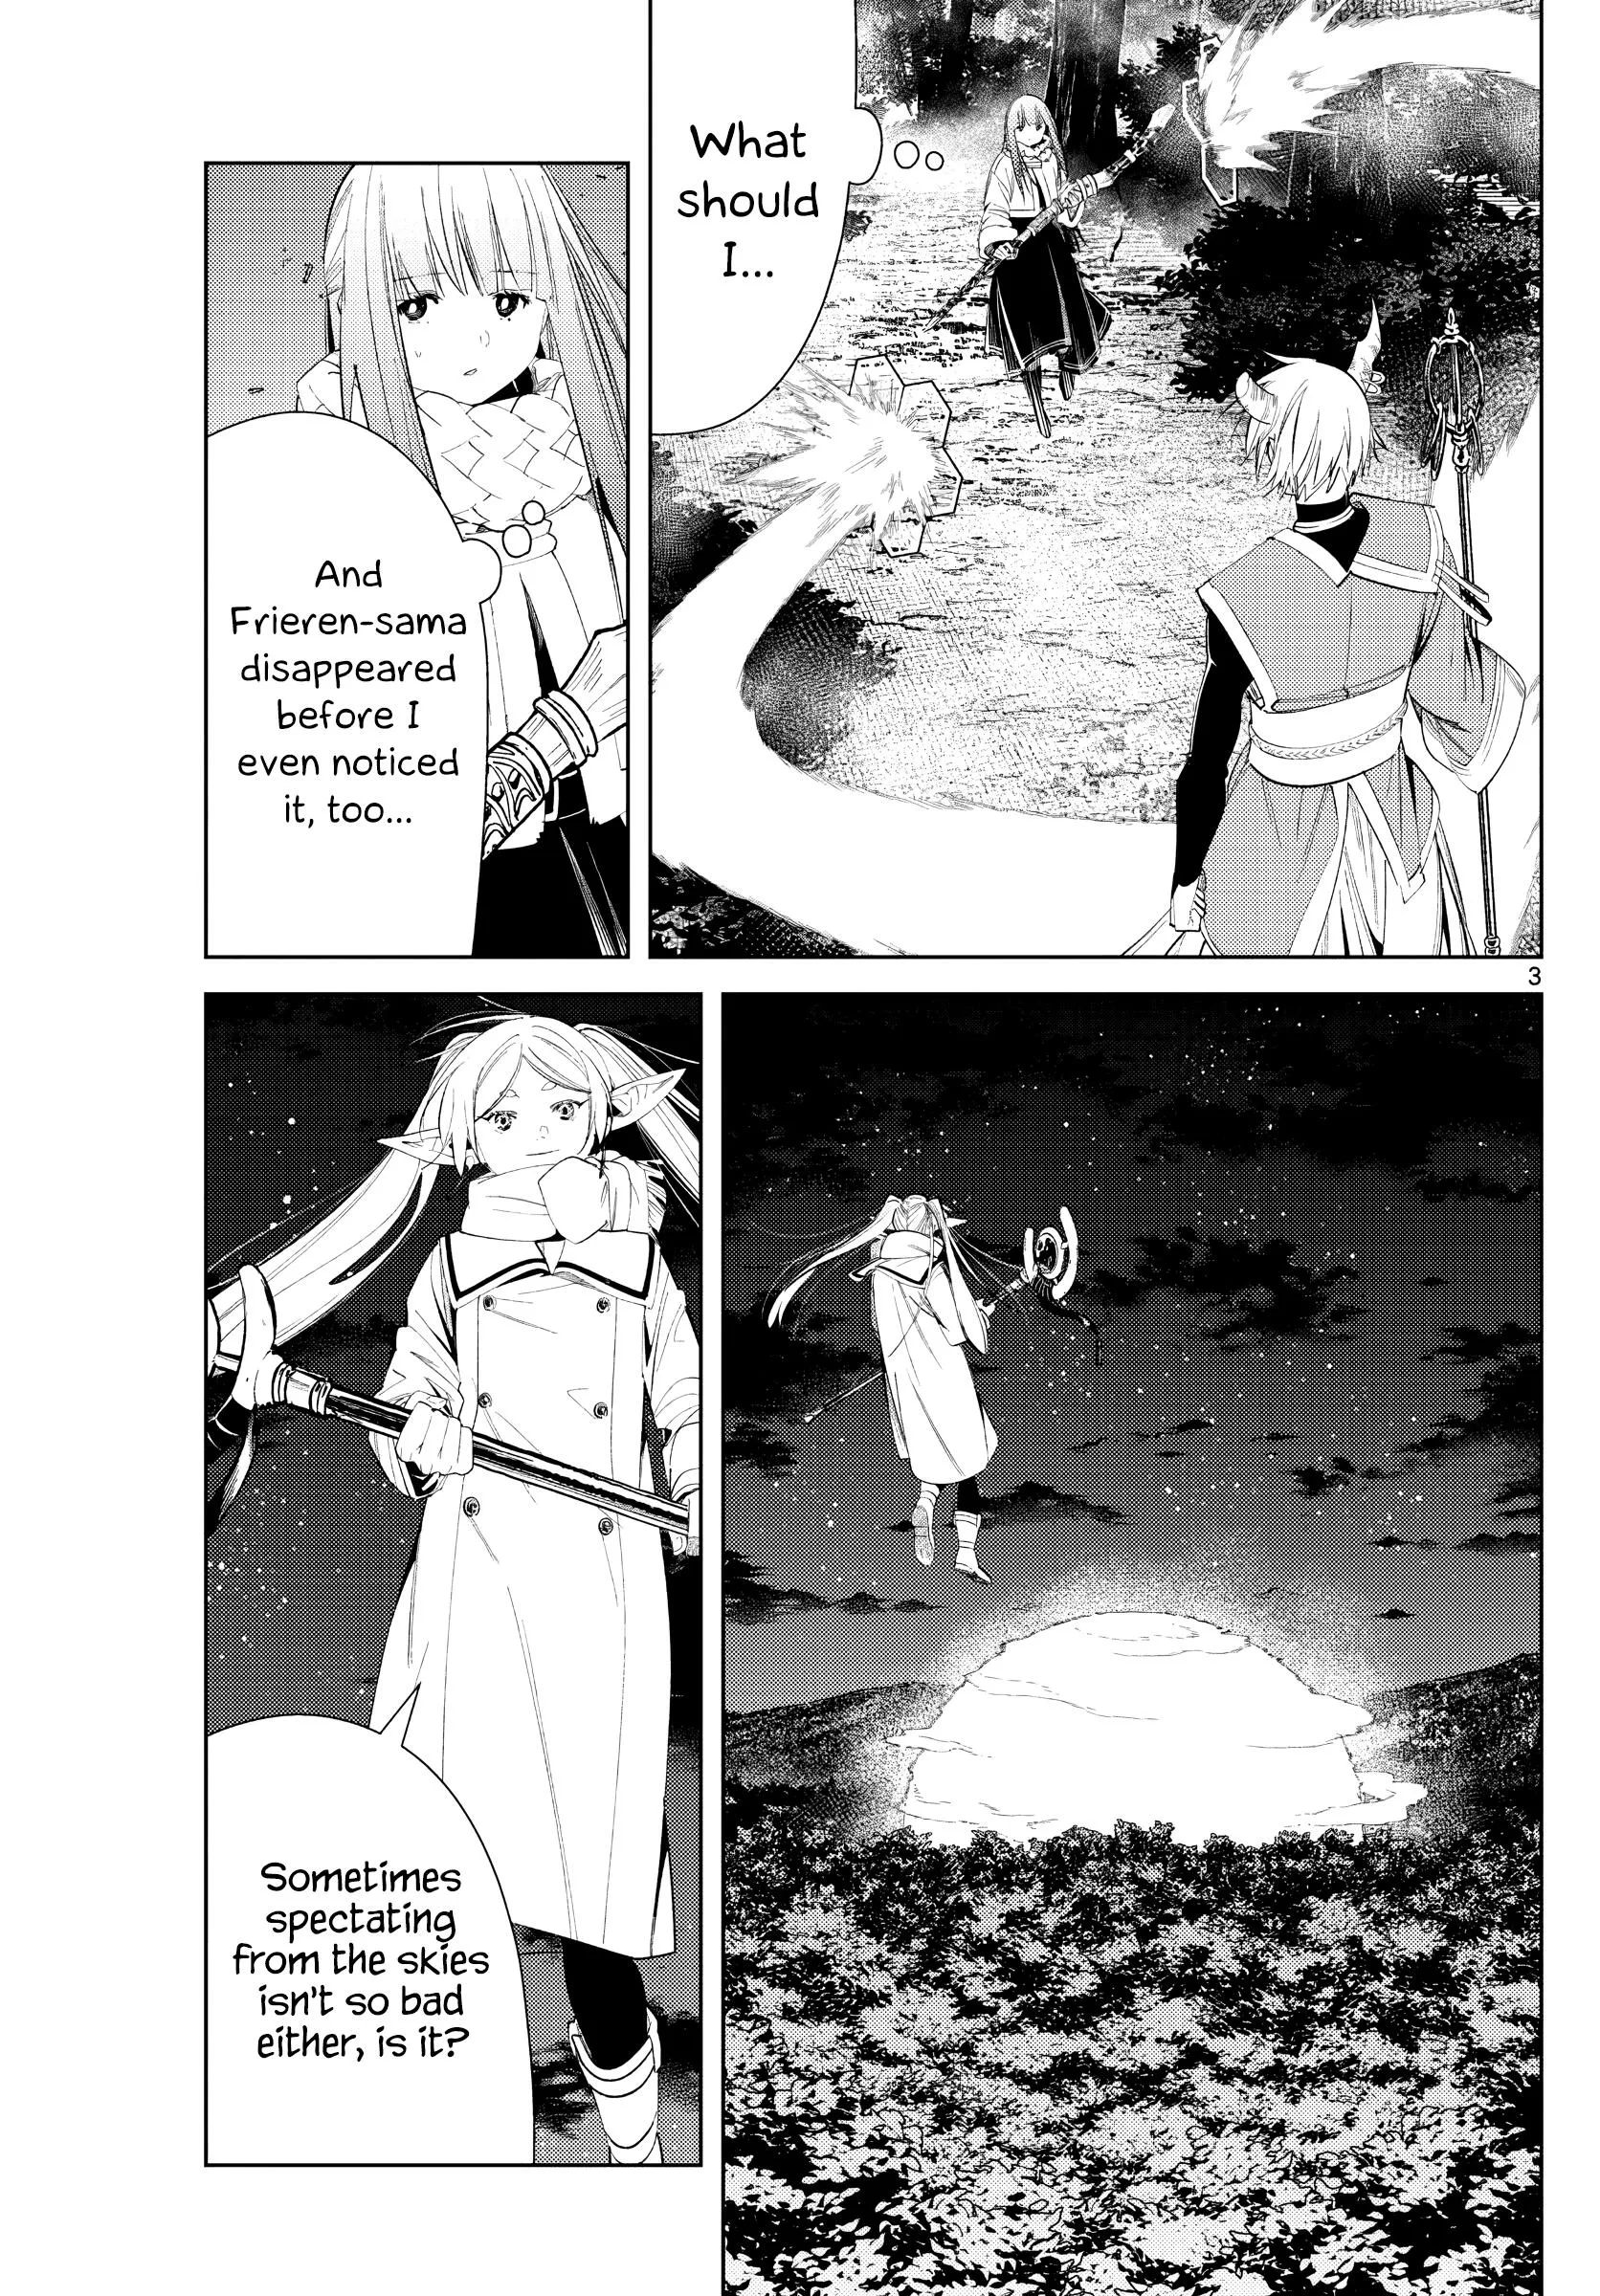 What
should
I...
And
Frieren-sama
disappeared
before I
even noticed
it, too...
3
Sometimes
spectating
from the skies
isn't so bad
either, is it?